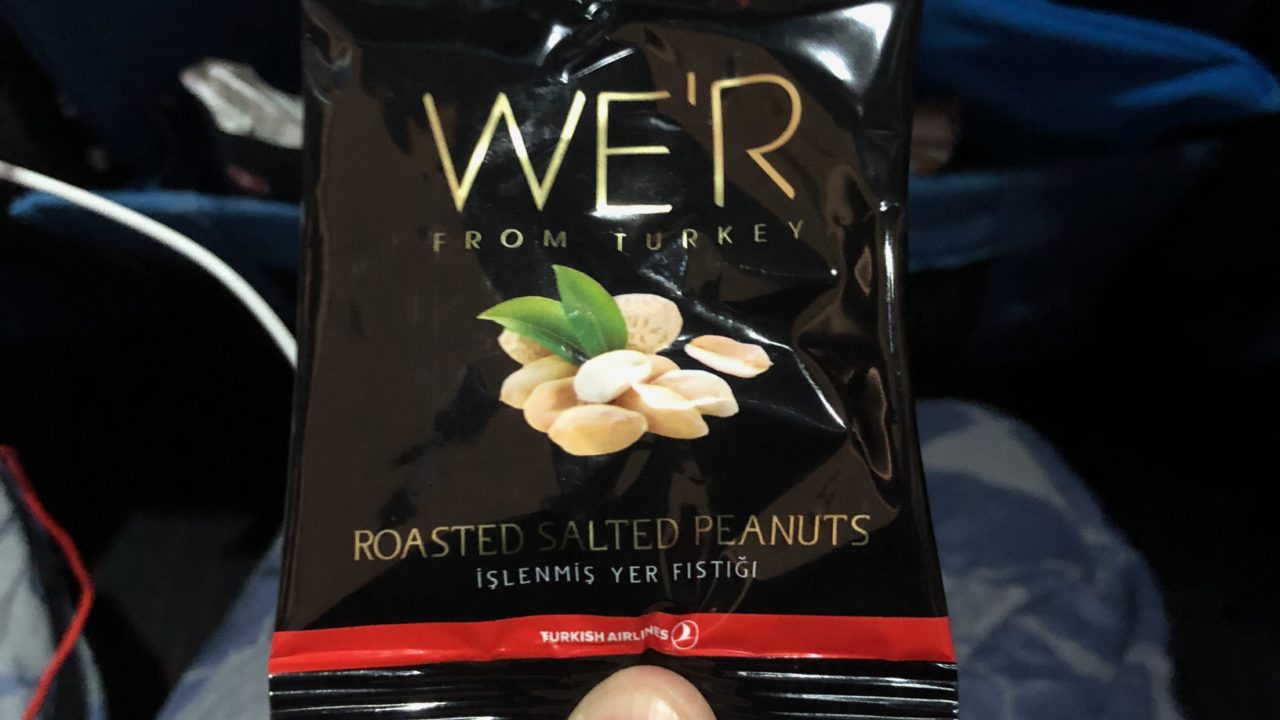 WE'R
FROM TURKEY
ROASTED SALTED PEANUTS
İŞLENMİŞ YER FISTIĞI
TURKISH AIRLINES